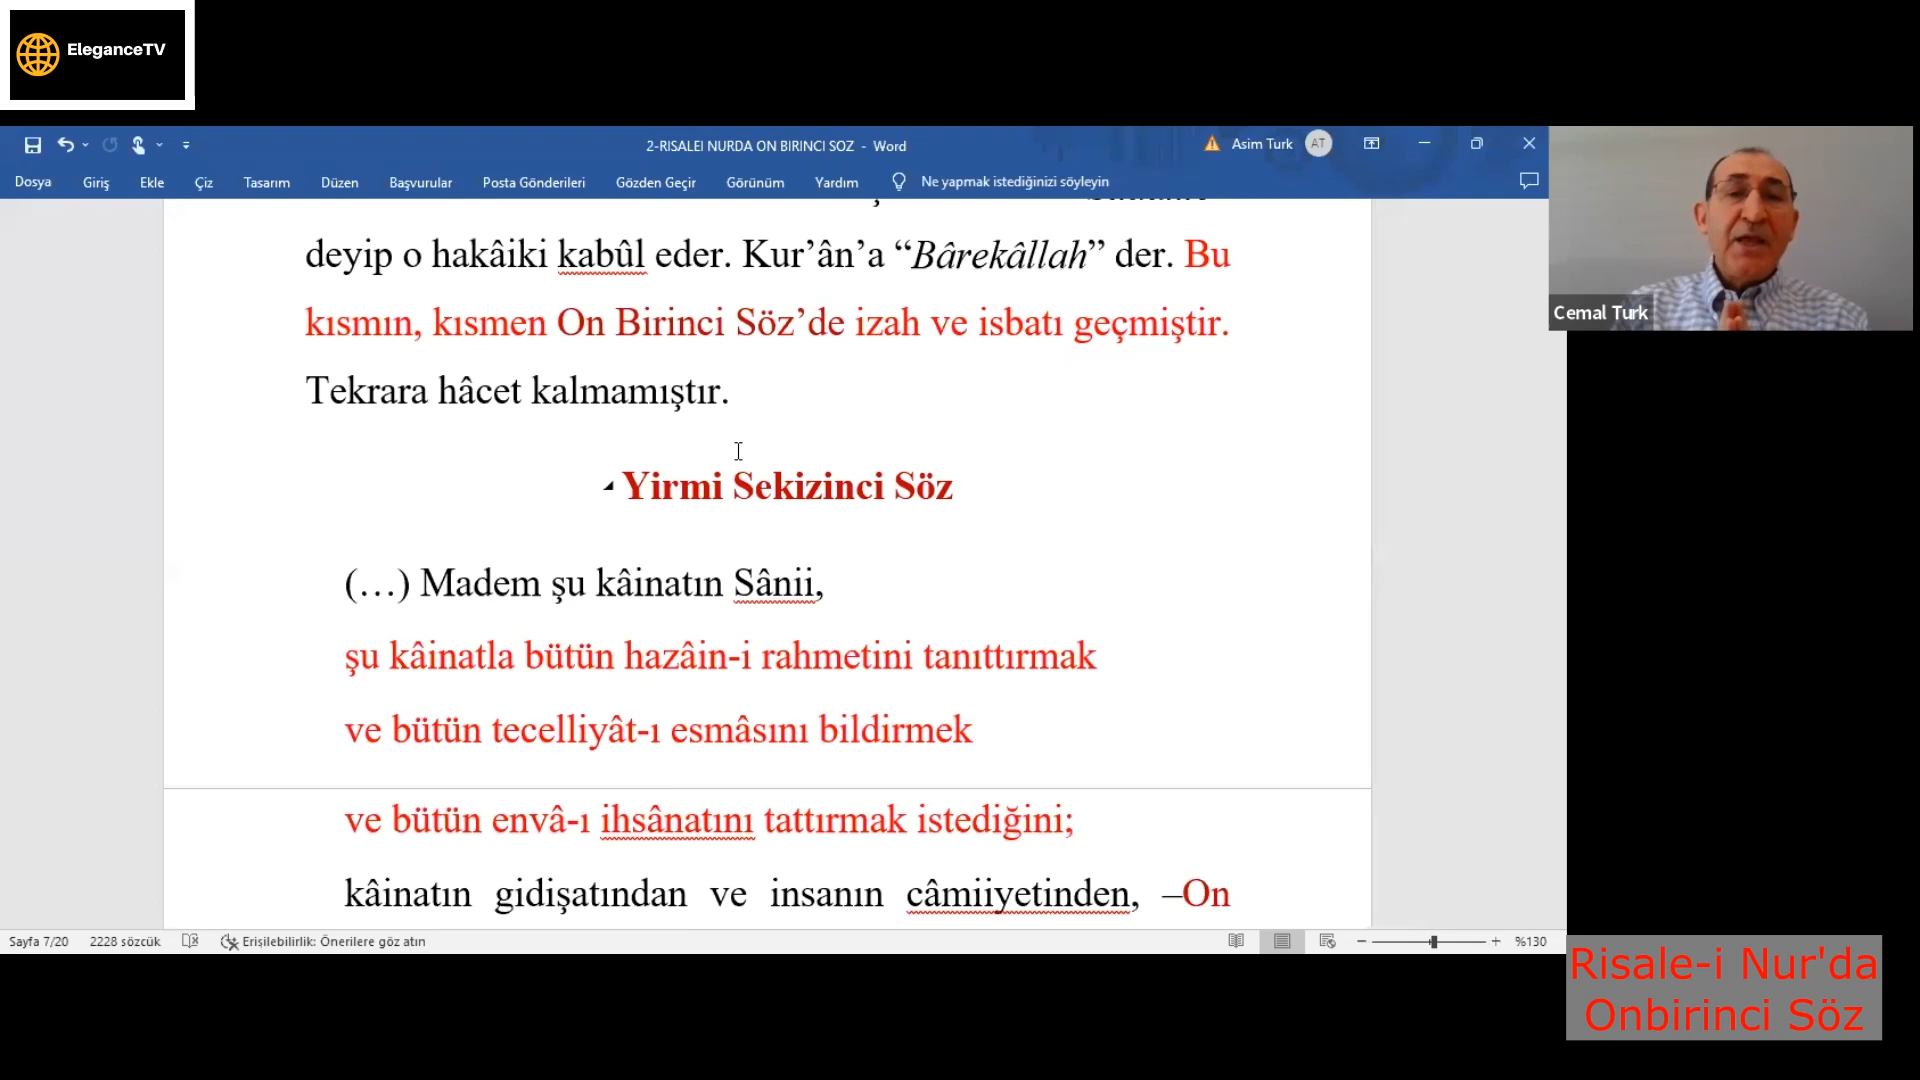 EleganceTV
2-RISALEI NURDA ON BIRINCI SOZ - Word
Asim Turk
AT
Dosya Giriş Ekle Çiz Tasarım Düzen Başvurular Posta Gönderileri Gözden Geçir Görünüm Yardım Ne yapmak istediğinizi söyleyin
deyip o hakâiki kabûl eder. Kur’ân’a “Bârekâllah” der. Bu
kısmın, kısmen On Birinci Söz’de izah ve isbatı geçmiştir.
Tekrara hâcet kalmamıştır.
Yirmi Sekizinci Söz
(…) Madem şu kâinatın Sânii,
şu kâinatla bütün hazâin-i rahmetini tanıttırmak
ve bütün tecelliyât-ı esmâsını bildirmek
ve bütün envâ-ı ihsânatını tattırmak istediğini;
kâinatın gidişatından ve insanın câmiiyetinden, –On
Cemal Turk
Sayfa 7/20 2228 sözcük Erişilebilirlik: Önerilere göz atın %130
Risale-i Nur'da
Onbirinci Söz